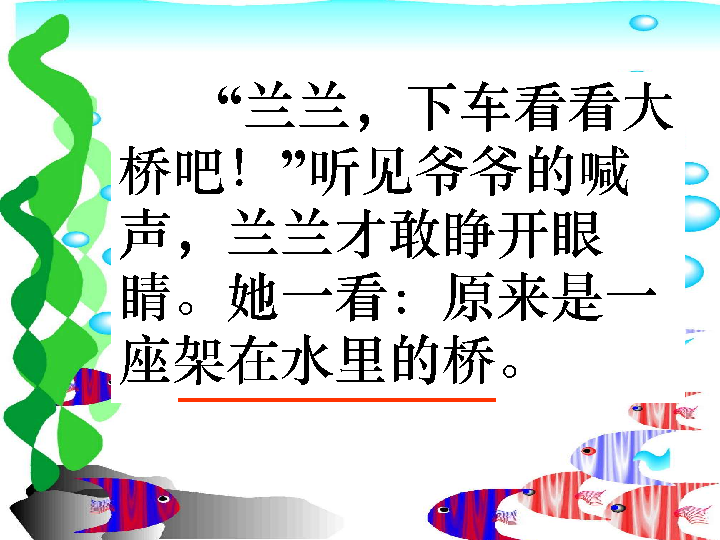 “兰兰，下车看看大
桥吧！”听见爷爷的喊
声，兰兰才敢睁开眼
睛。她一看：原来是一
座架在水里的桥。